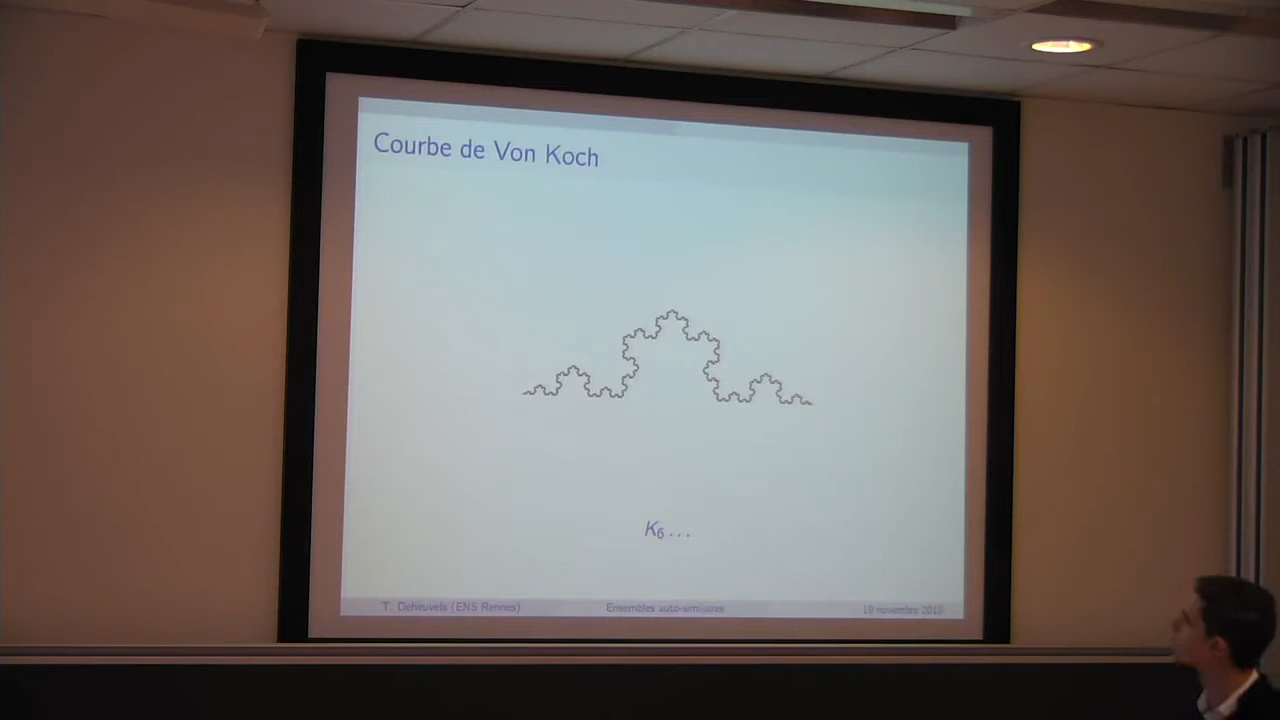 Courbe de Von Koch
K₆ ...
T. Deheuvels (ENS Rennes)
Ensembles auto-similaires
19 novembre 2015